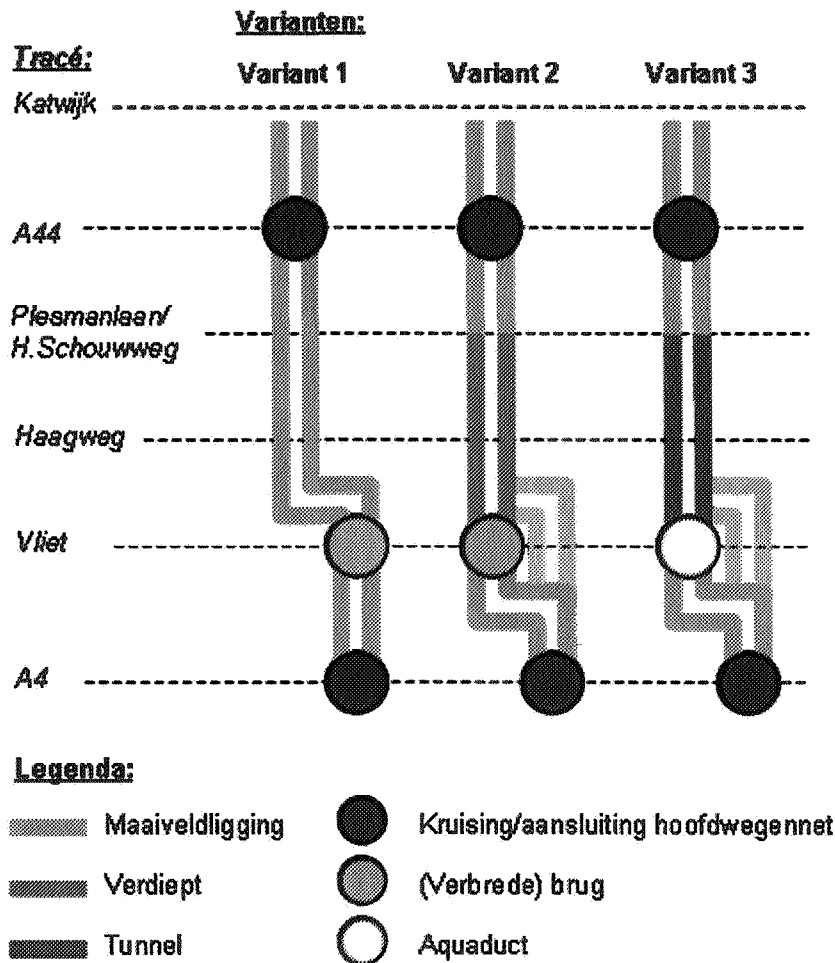 Varianten:
Tracé:
Variant 1 Variant 2 Variant 3
Katwijk
A44
Plesmanlaan/
H.Schouwweg
Haagweg
Vliet
A4
Legenda:
Maaiveldligging Kruising/aansluiting hoofdwegennet
Verdiept (Verbrede) brug
Tunnel Aquaduct